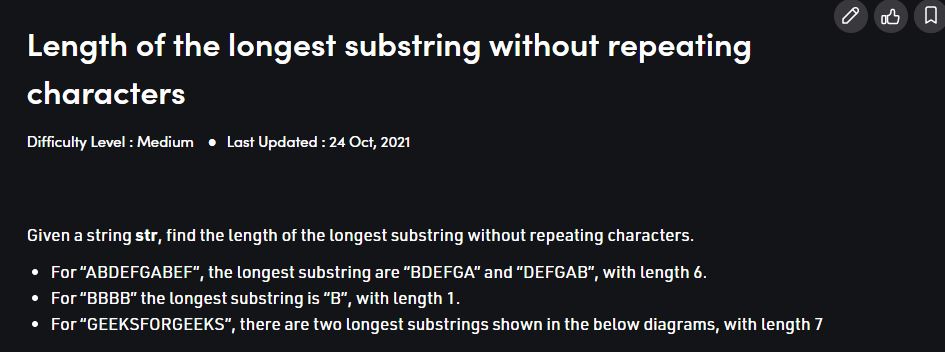 Length of the longest substring without repeating
characters
Difficulty Level : Medium ● Last Updated : 24 Oct, 2021
Given a string str, find the length of the longest substring without repeating characters.
• For “ABDEFGABEF”, the longest substring are “BDEFGA” and “DEFGAB”, with length 6.
• For “BBBB” the longest substring is “B”, with length 1.
• For “GEEKSFORGEEKS”, there are two longest substrings shown in the below diagrams, with length 7